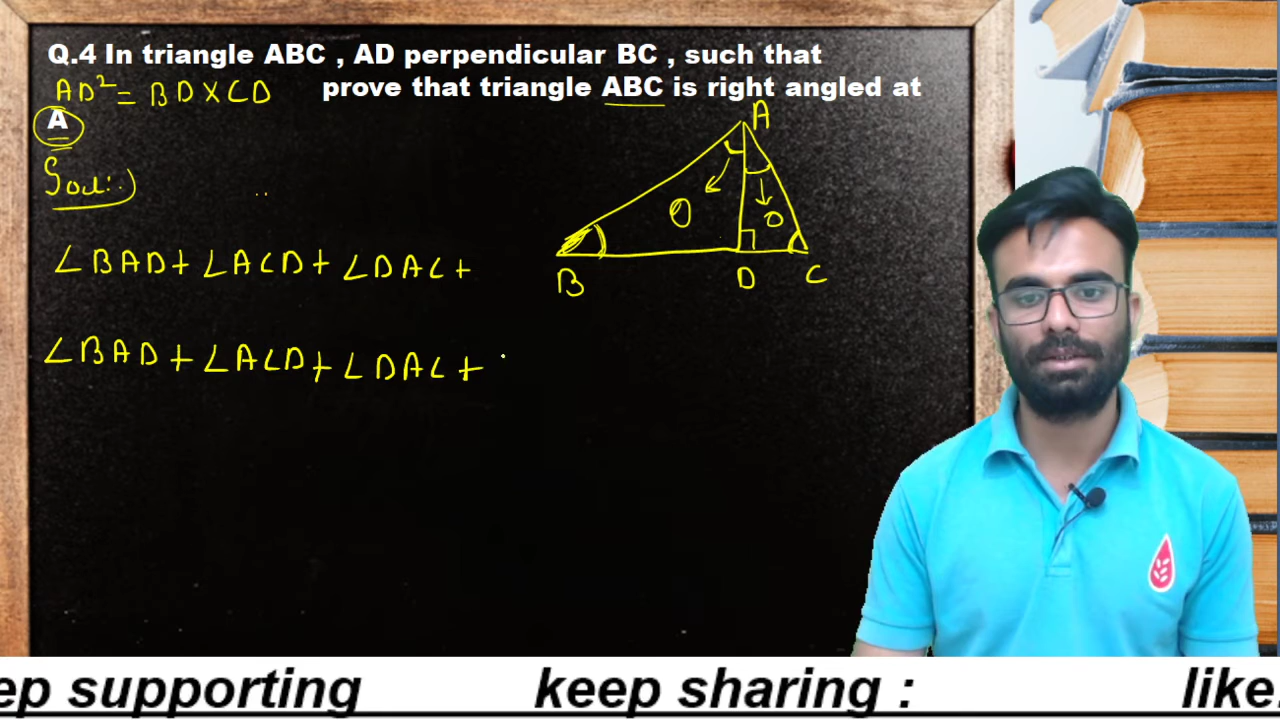 Q.4 In triangle ABC , AD perpendicular BC , such that
AD²= BD×CD prove that triangle ABC is right angled at
A
Sol:-)
A
θ
θ
B
D
C
∠BAD+ ∠ACD+ ∠DAC+
∠BAD+∠ACD+∠DAC+
ep supporting keep sharing : like